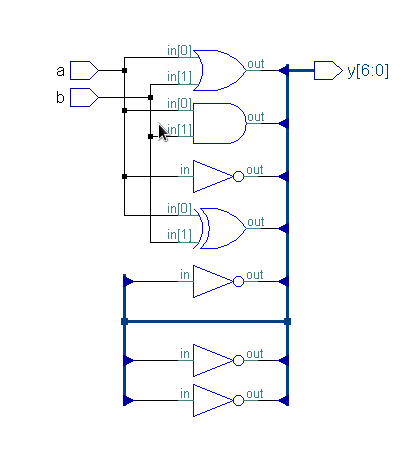 in[0]
a out y[6:0]
in[1]
b
in[0]
out
in[1]
in out
in[0]
out
in[1]
in out
in out
in out